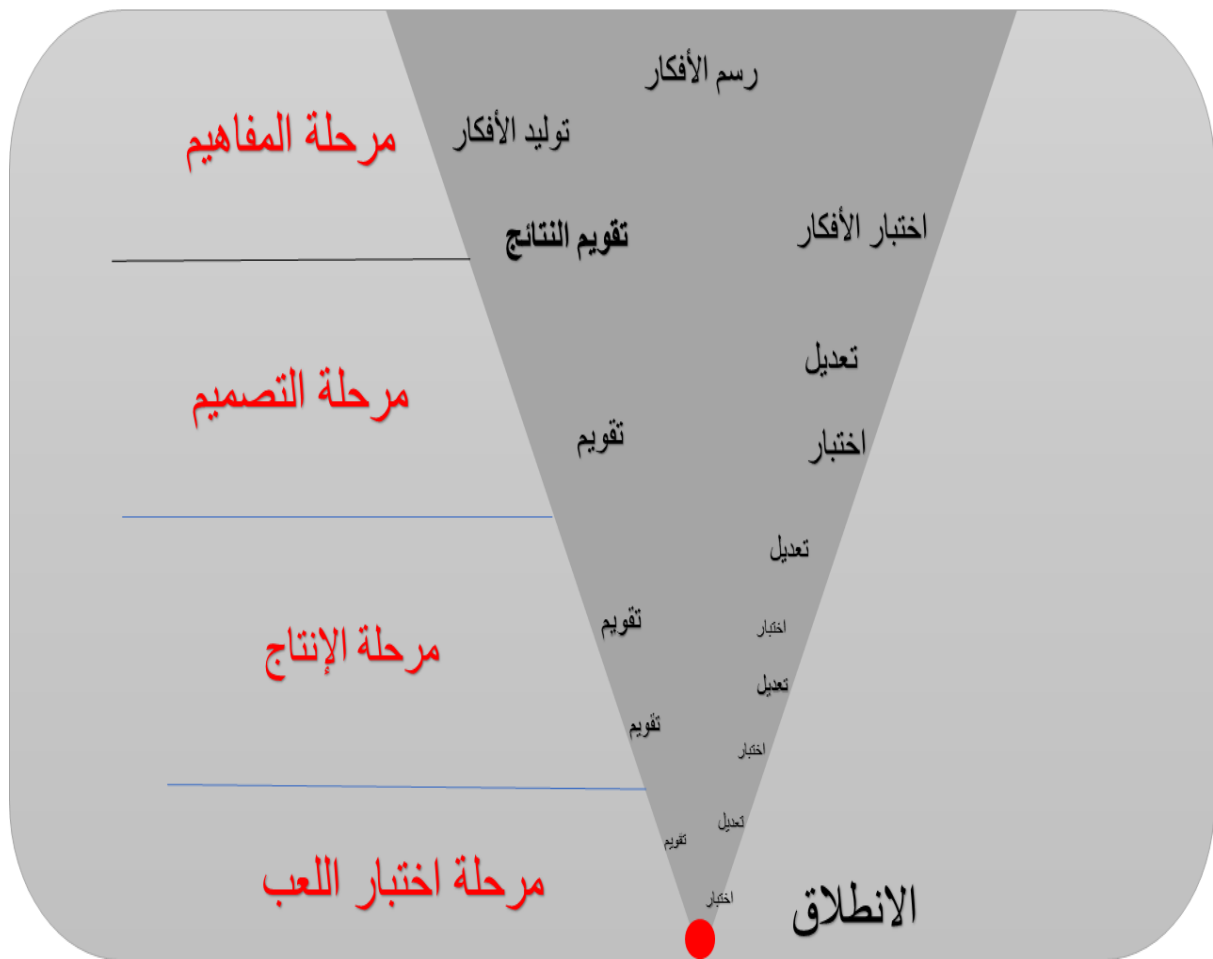 رسم الأفكار
توليد الأفكار
مرحلة المفاهيم
اختبار الأفكار
تقويم النتائج
تعديل
مرحلة التصميم
اختبار
تقويم
تعديل
اختبار
تقويم
مرحلة الإنتاج
تعديل
تقويم
اختبار
تعديل
تقويم
مرحلة اختبار اللعب
اختبار
الانطلاق